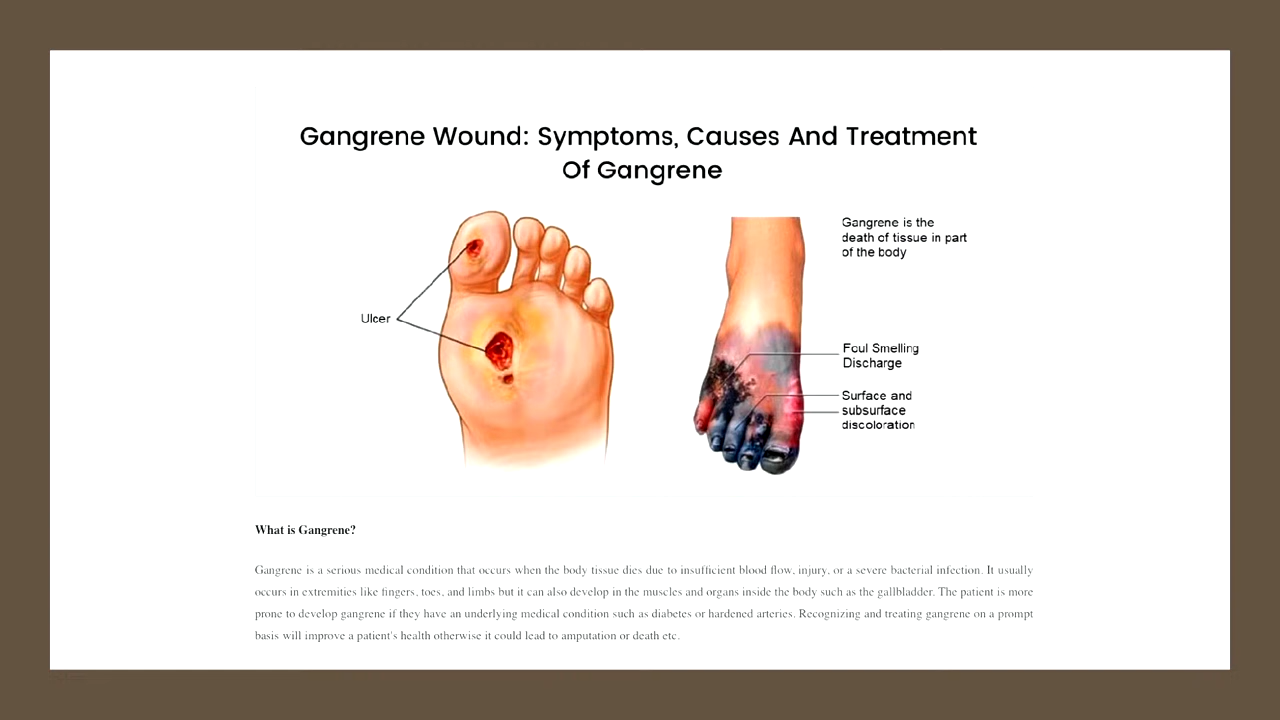 Gangrene Wound: Symptoms, Causes And Treatment
Of Gangrene
Gangrene is the
death of tissue in part
of the body
Ulcer
Foul Smelling
Discharge
Surface and
subsurface
discoloration
What is Gangrene?
Gangrene is a serious medical condition that occurs when the body tissue dies due to insufficient blood flow, injury, or a severe bacterial infection. It usually
occurs in extremities like fingers, toes, and limbs but it can also develop in the muscles and organs inside the body such as the gallbladder. The patient is more
prone to develop gangrene if they have an underlying medical condition such as diabetes or hardened arteries. Recognizing and treating gangrene on a prompt
basis will improve a patient's health otherwise it could lead to amputation or death etc.